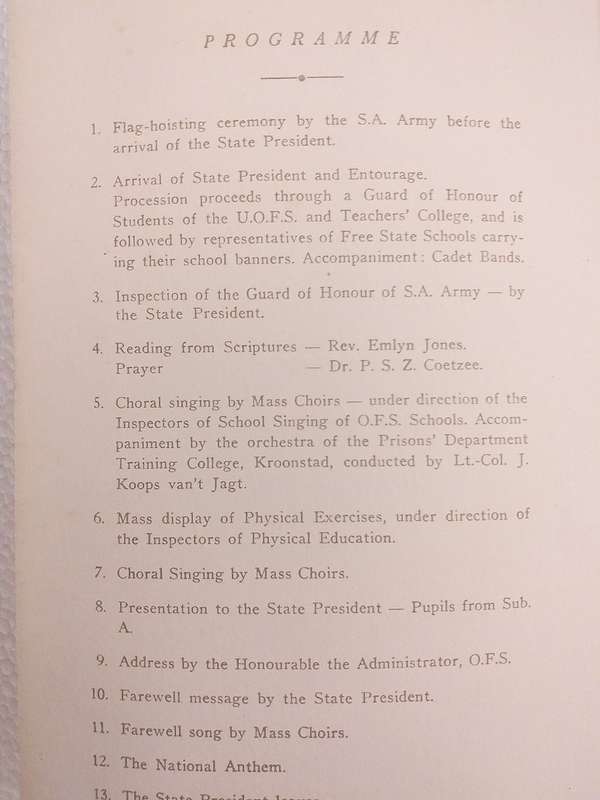 PROGRAMME
1. Flag-hoisting ceremony by the S.A. Army before the
arrival of the State President.
2. Arrival of State President and Entourage.
Procession proceeds through a Guard of Honour of
Students of the U.O.F.S. and Teachers' College, and is
followed by representatives of Free State Schools carry-
ing their school banners. Accompaniment: Cadet Bands.
3. Inspection of the Guard of Honour of S.A. Army — by
the State President.
4. Reading from Scriptures — Rev. Emlyn Jones.
Prayer — Dr. P. S. Z. Coetzee.
5. Choral singing by Mass Choirs — under direction of the
Inspectors of School Singing of O.F.S. Schools. Accom-
paniment by the orchestra of the Prisons' Department
Training College, Kroonstad, conducted by Lt.-Col. J.
Koops van't Jagt.
6. Mass display of Physical Exercises, under direction of
the Inspectors of Physical Education.
7. Choral Singing by Mass Choirs.
8. Presentation to the State President — Pupils from Sub.
A.
9. Address by the Honourable the Administrator, O.F.S.
10. Farewell message by the State President.
11. Farewell song by Mass Choirs.
12. The National Anthem.
13. The State President leaves